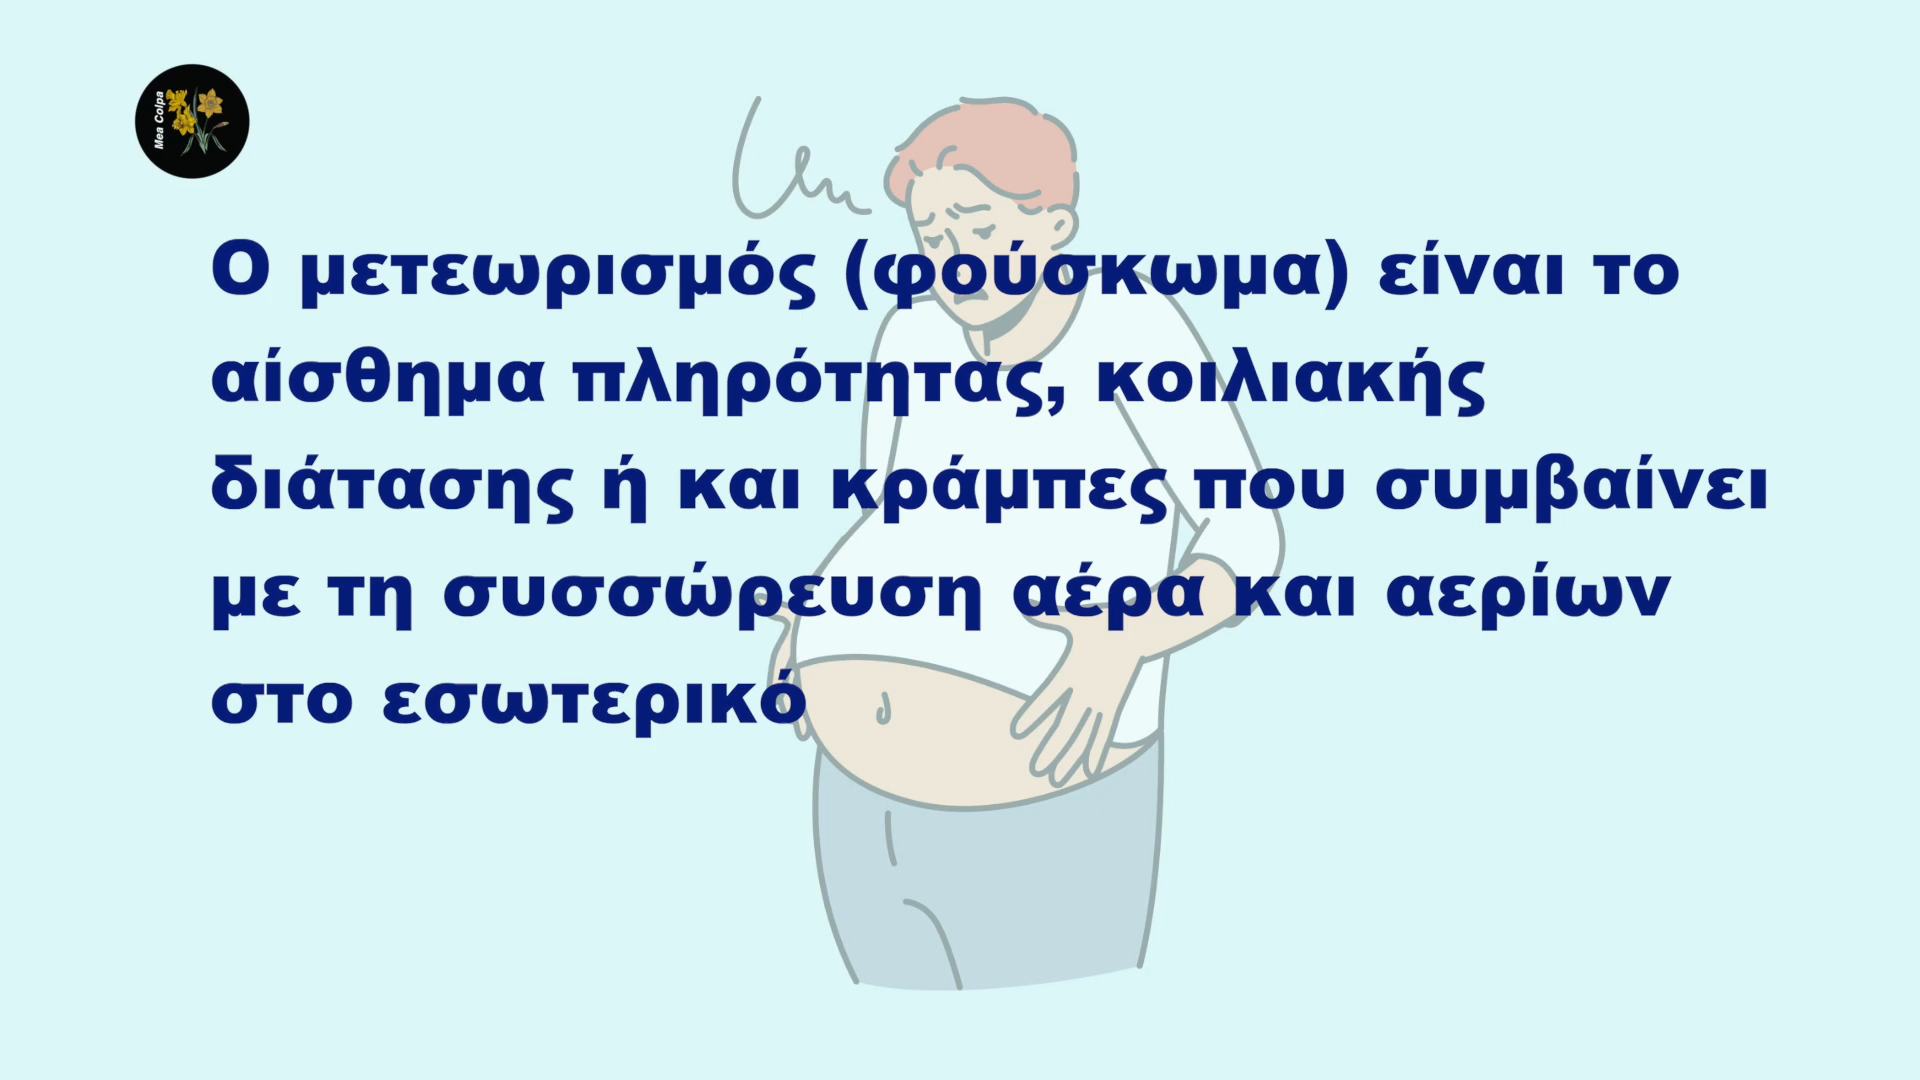 Mea Colpa
Ο μετεωρισμός (φούσκωμα) είναι το
αίσθημα πληρότητας, κοιλιακής
διάτασης ή και κράμπες που συμβαίνει
με τη συσσώρευση αέρα και αερίων
στο εσωτερικό